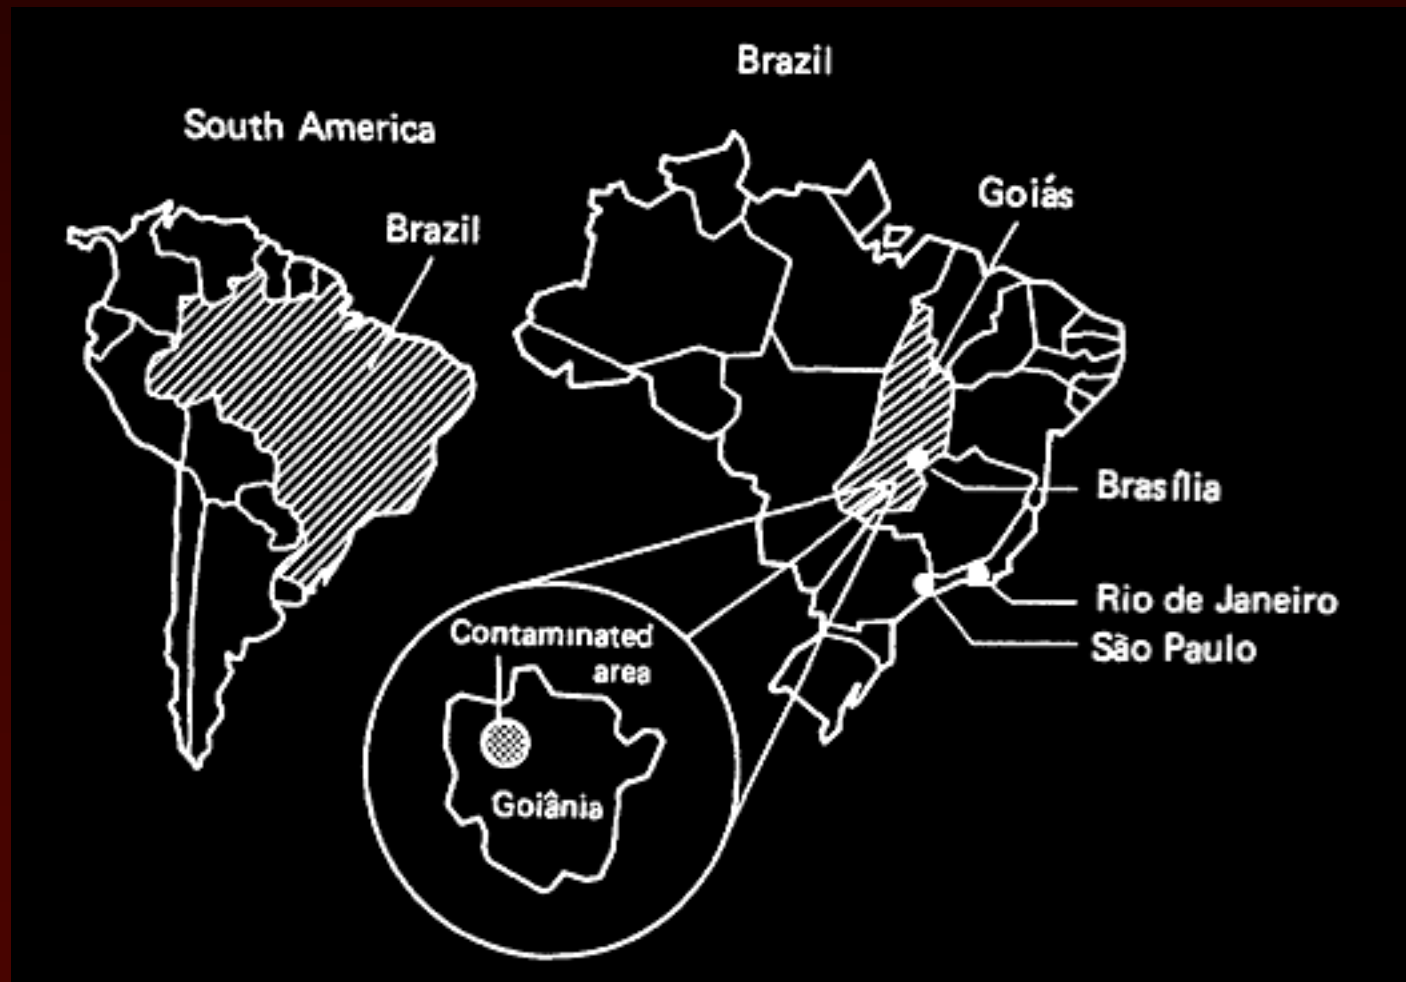 Brazil
South America
Goiás
Brazil
Brasília
Rio de Janeiro
São Paulo
Contaminated
area
Goiânia